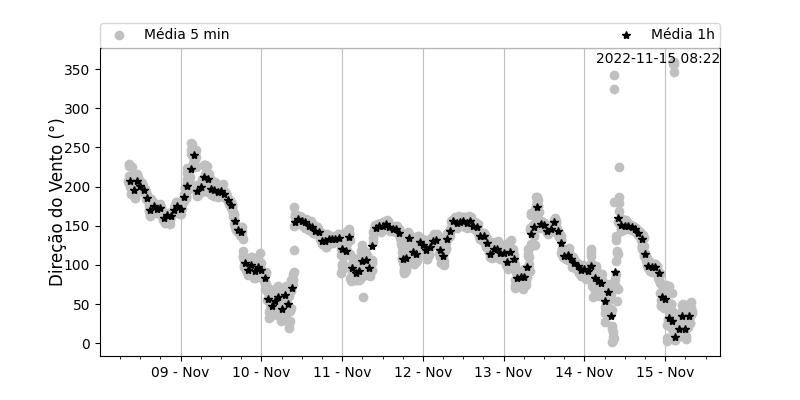 Média 5 min
Média 1h
2022-11-15 08:22
Direção do Vento (°)
350
300
250
200
150
100
50
0
09 - Nov
10 - Nov
11 - Nov
12 - Nov
13 - Nov
14 - Nov
15 - Nov